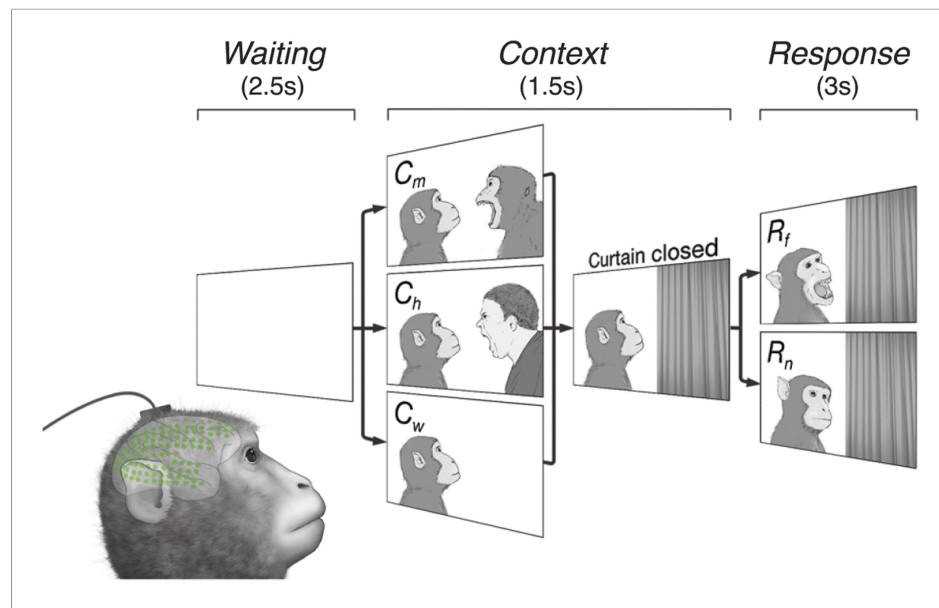 Waiting
(2.5s)
Context
(1.5s)
Response
(3s)
Cm
Ch
Cw
Curtain closed
Rf
Rn